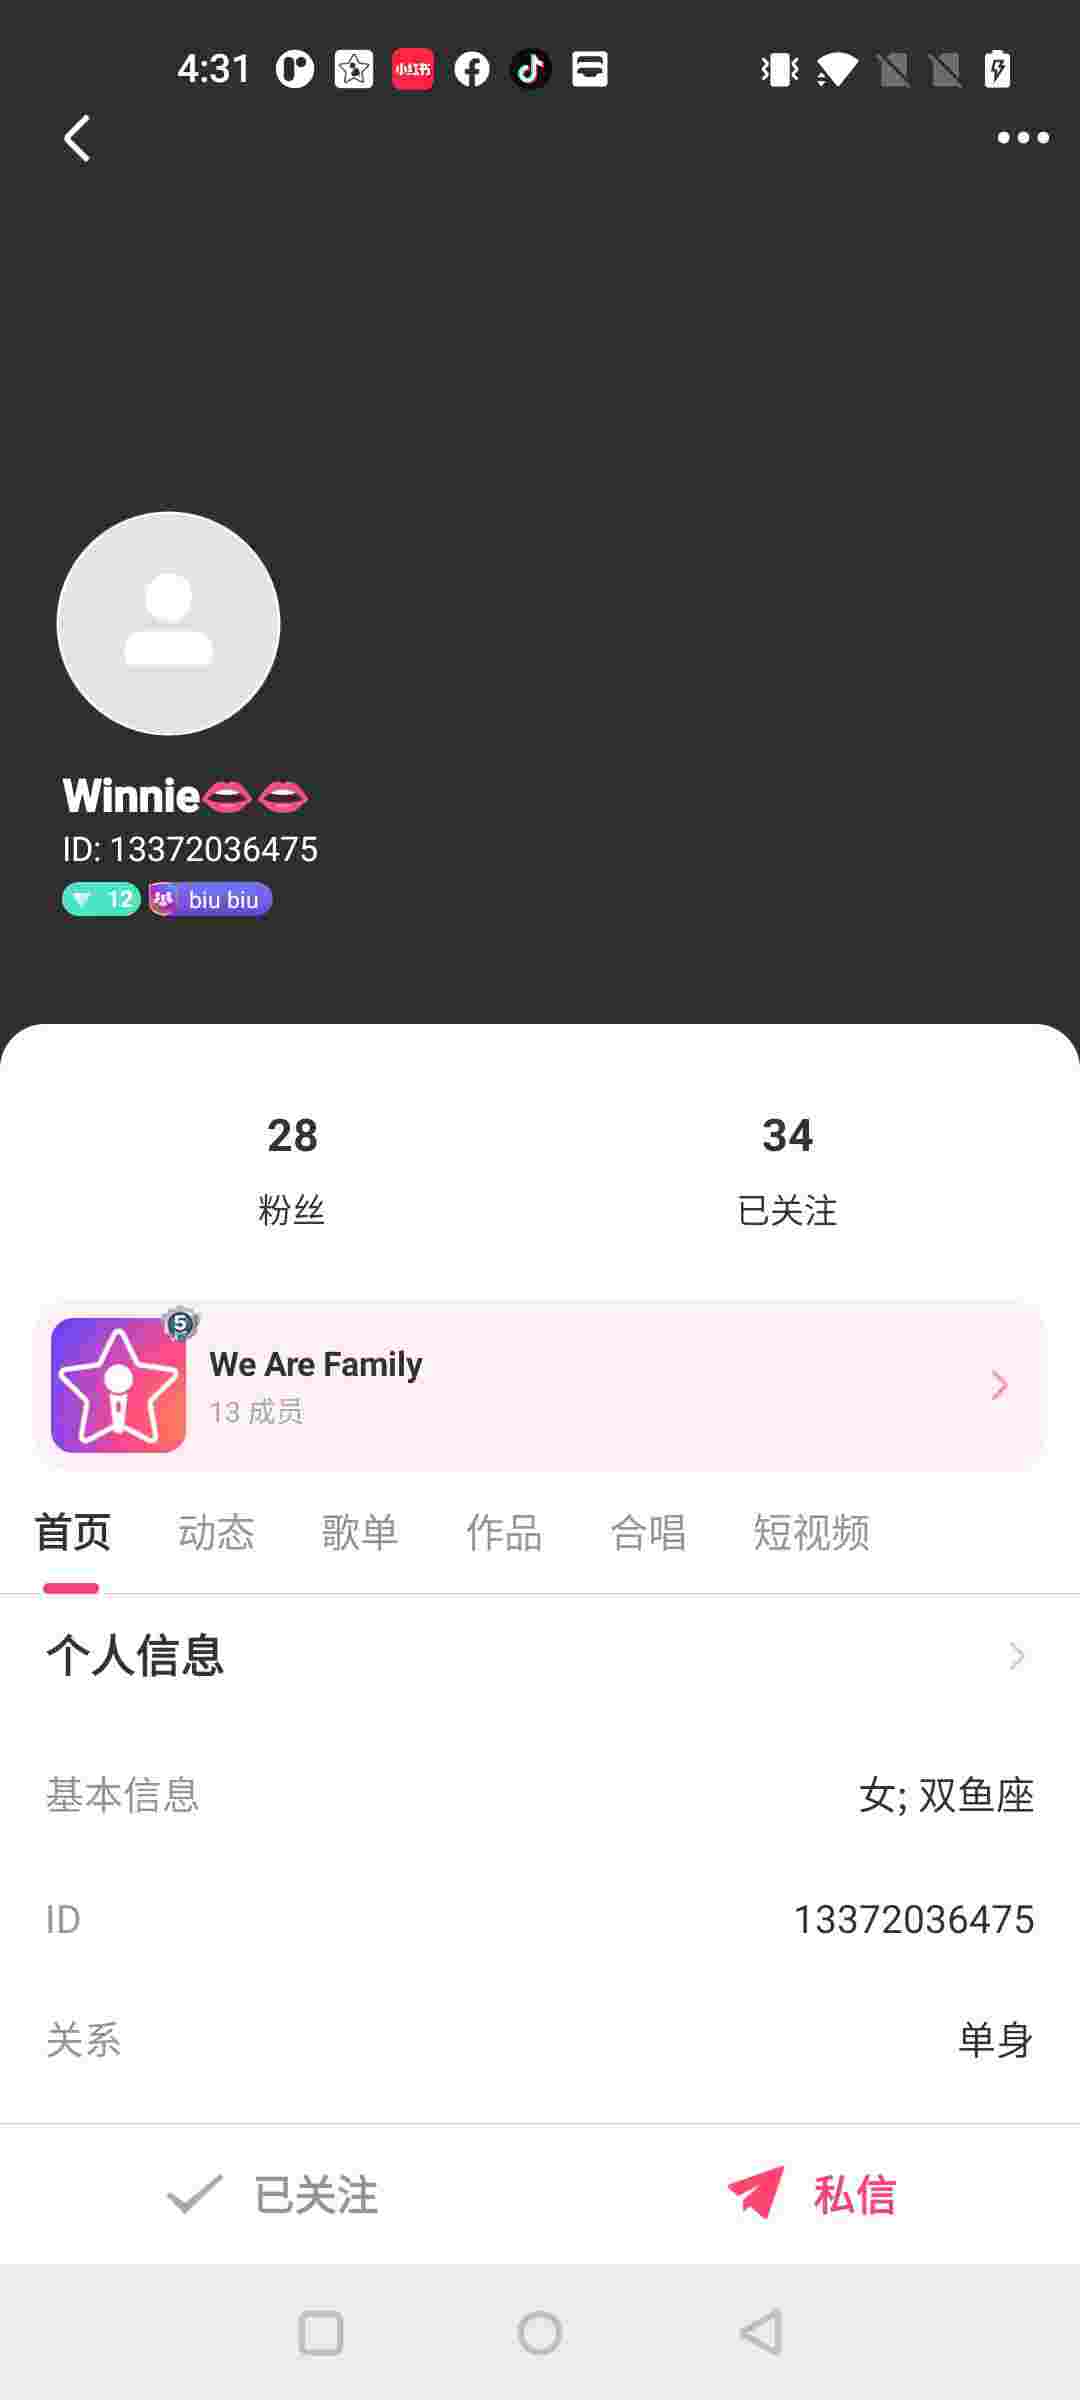 4:31
小红书
Winnie👄👄
ID: 13372036475
12 biu biu
28 34
粉丝 已关注
5
We Are Family
13 成员
首页 动态 歌单 作品 合唱 短视频
个人信息
基本信息 女; 双鱼座
ID 13372036475
关系 单身
已关注 私信